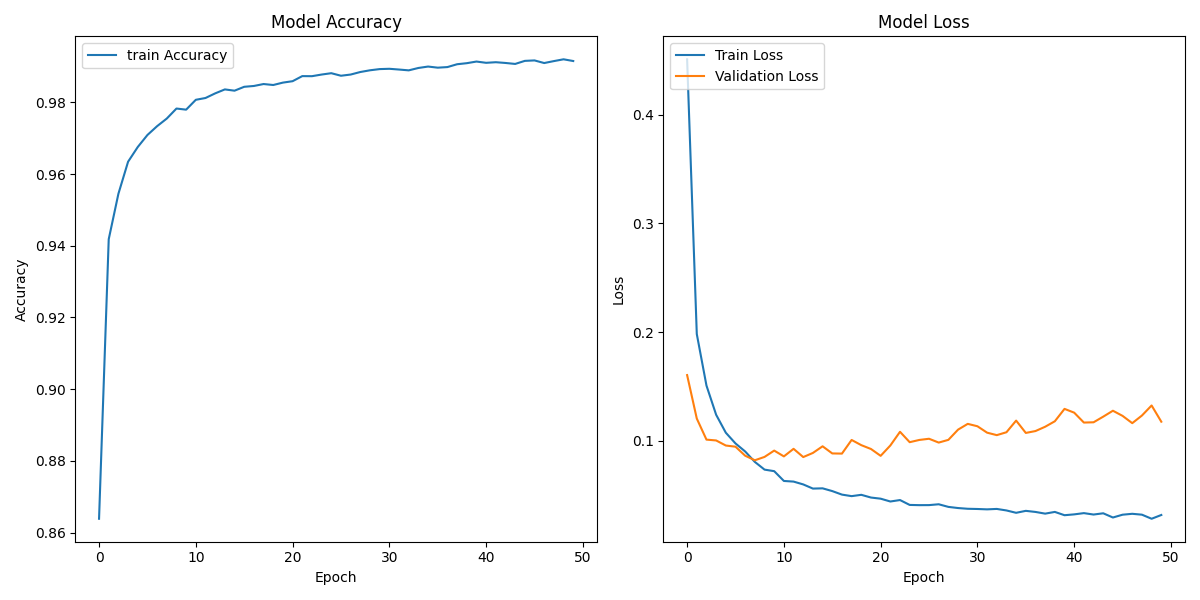 Model Accuracy
train Accuracy
0.98
0.96
0.94
0.92
0.90
0.88
0.86
Accuracy
0 10 20 30 40 50
Epoch
Model Loss
Train Loss
Validation Loss
0.4
0.3
0.2
0.1
Loss
0 10 20 30 40 50
Epoch